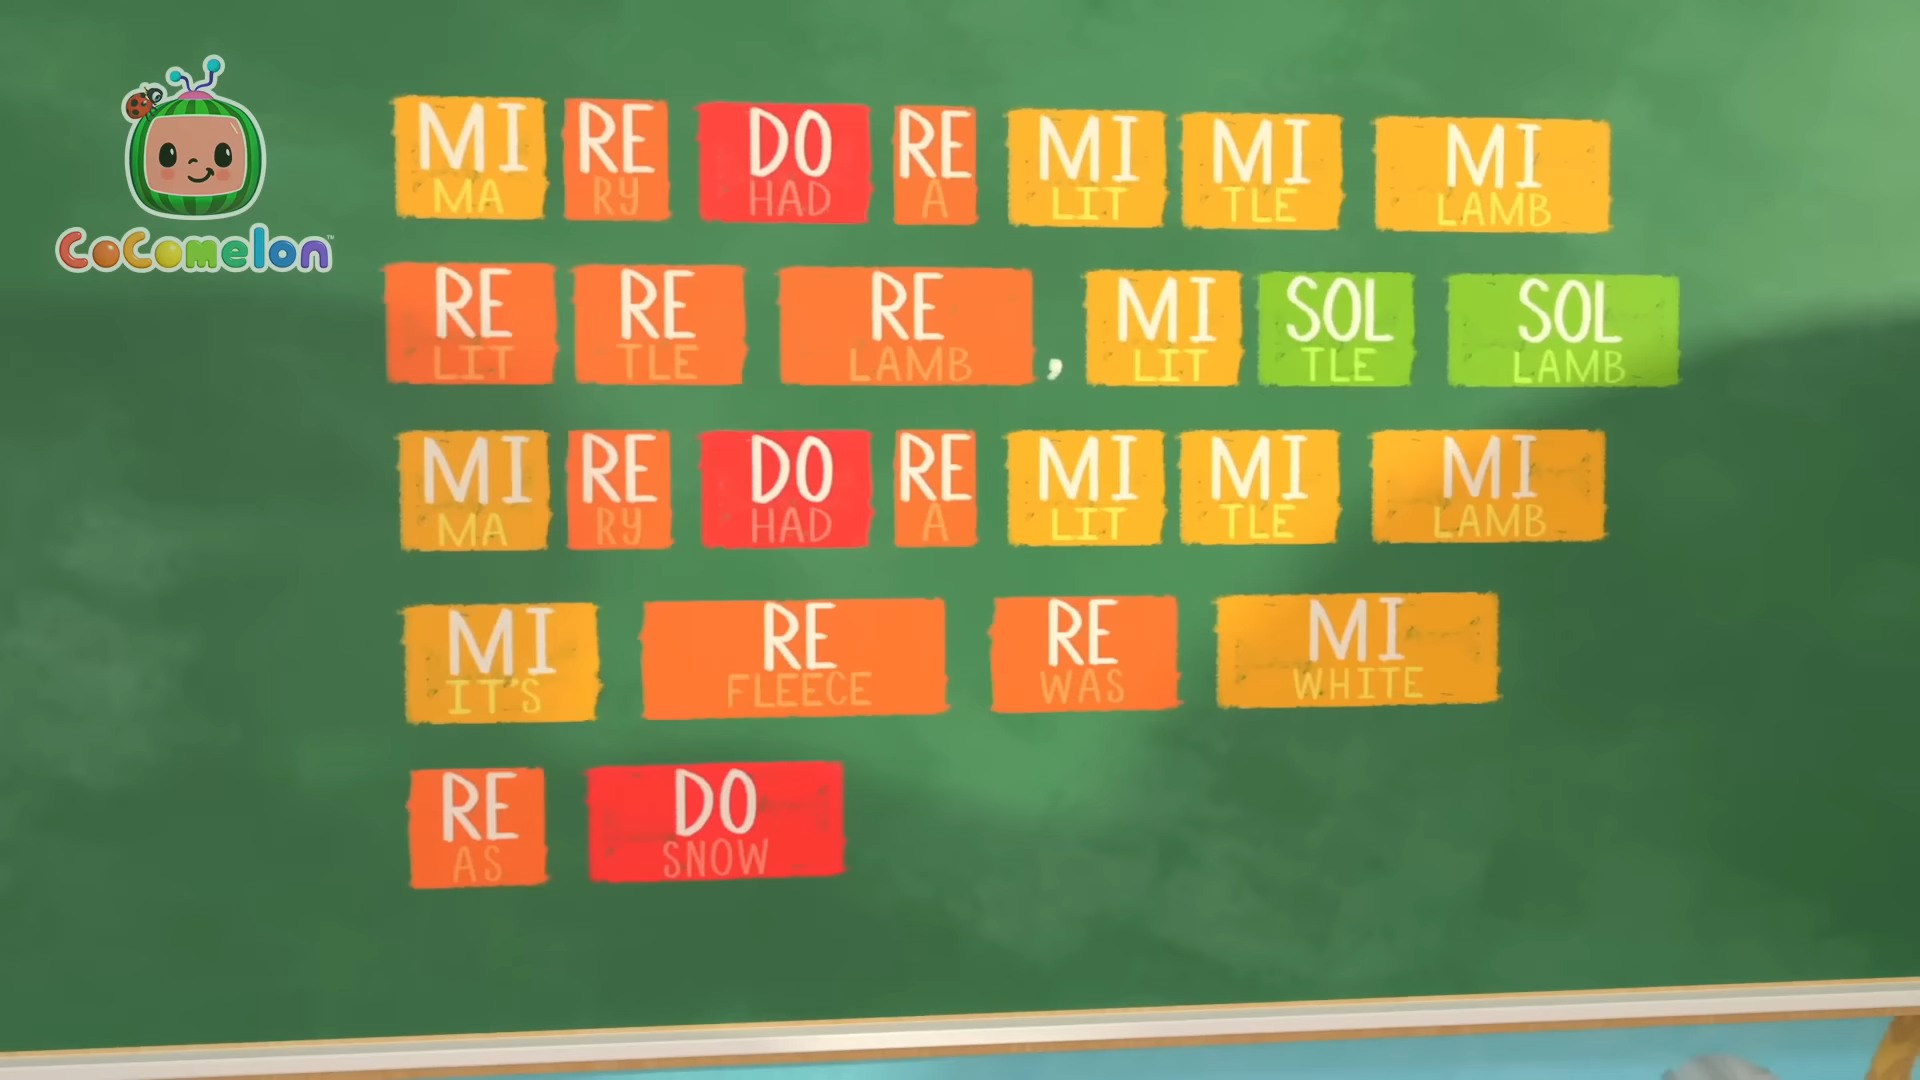 CoComelon™
MI RE DO RE MI MI MI
MA RY HAD A LIT TLE LAMB
RE RE RE , MI SOL SOL
LIT TLE LAMB LIT TLE LAMB
MI RE DO RE MI MI MI
MA RY HAD A LIT TLE LAMB
MI RE RE MI
IT'S FLEECE WAS WHITE
RE DO
AS SNOW